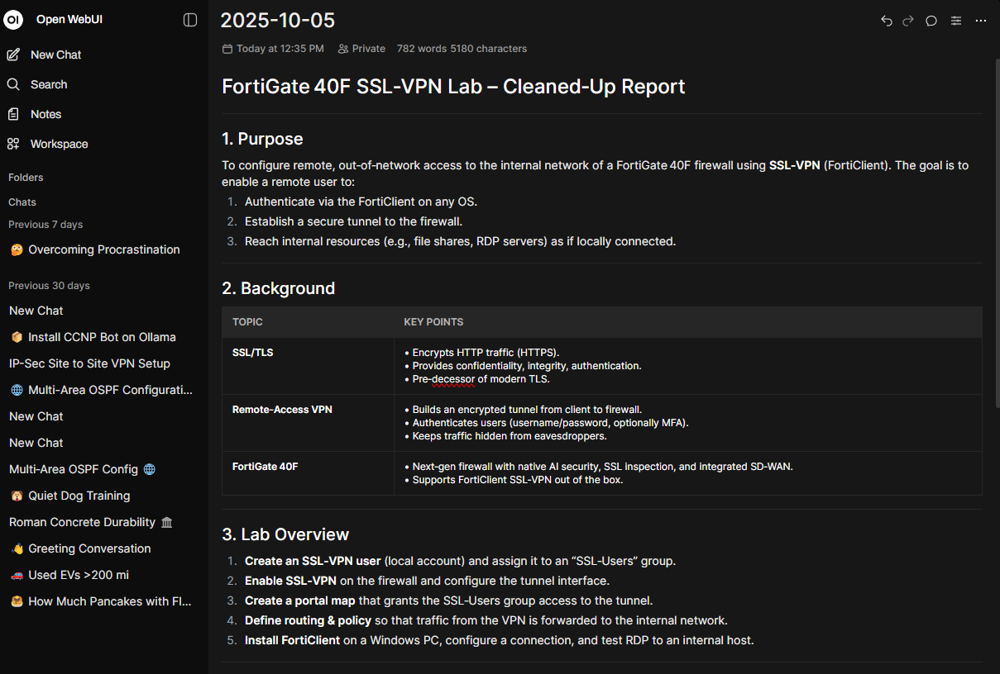 OI Open WebUI
New Chat
Search
Notes
Workspace
Folders
Chats
Previous 7 days
Overcoming Procrastination
Previous 30 days
New Chat
Install CCNP Bot on Ollama
IP-Sec Site to Site VPN Setup
Multi-Area OSPF Configurati...
New Chat
New Chat
Multi-Area OSPF Config
Quiet Dog Training
Roman Concrete Durability
Greeting Conversation
Used EVs >200 mi
How Much Pancakes with Fl...
2025-10-05
Today at 12:35 PM Private 782 words 5180 characters
FortiGate 40F SSL-VPN Lab – Cleaned-Up Report
1. Purpose
To configure remote, out-of-network access to the internal network of a FortiGate 40F firewall using SSL-VPN (FortiClient). The goal is to
enable a remote user to:
1. Authenticate via the FortiClient on any OS.
2. Establish a secure tunnel to the firewall.
3. Reach internal resources (e.g., file shares, RDP servers) as if locally connected.
2. Background
TOPIC KEY POINTS
SSL/TLS • Encrypts HTTP traffic (HTTPS).
• Provides confidentiality, integrity, authentication.
• Pre-decessor of modern TLS.
Remote-Access VPN • Builds an encrypted tunnel from client to firewall.
• Authenticates users (username/password, optionally MFA).
• Keeps traffic hidden from eavesdroppers.
FortiGate 40F • Next-gen firewall with native AI security, SSL inspection, and integrated SD-WAN.
• Supports FortiClient SSL-VPN out of the box.
3. Lab Overview
1. Create an SSL-VPN user (local account) and assign it to an “SSL-Users” group.
2. Enable SSL-VPN on the firewall and configure the tunnel interface.
3. Create a portal map that grants the SSL-Users group access to the tunnel.
4. Define routing & policy so that traffic from the VPN is forwarded to the internal network.
5. Install FortiClient on a Windows PC, configure a connection, and test RDP to an internal host.